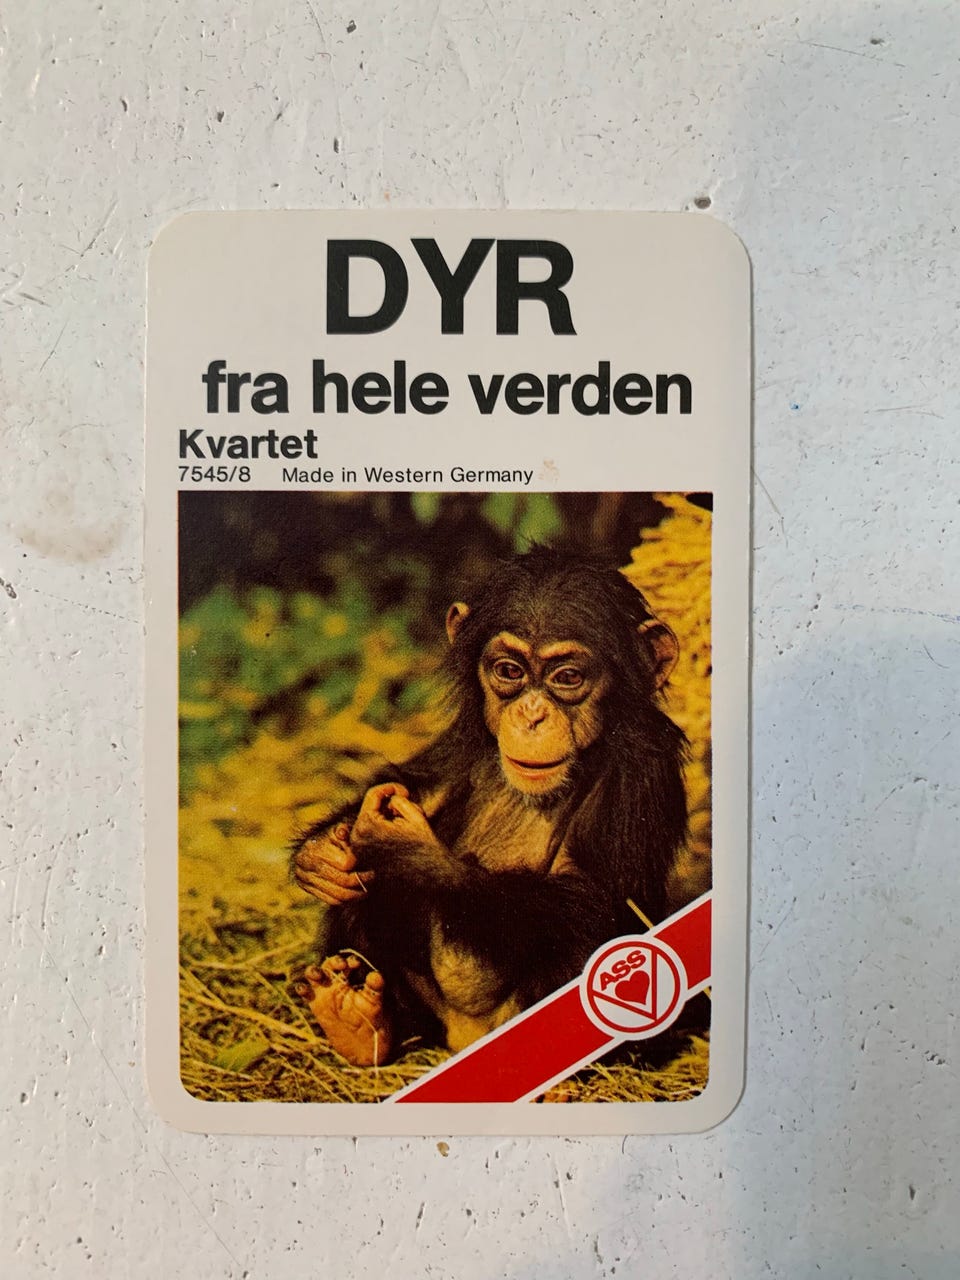 DYR
fra hele verden
Kvartet
7545/8 Made in Western Germany
ASS